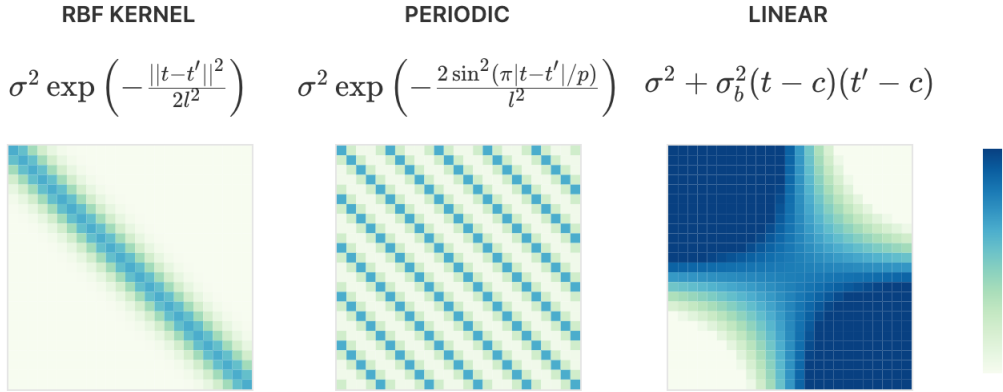 RBF KERNEL
PERIODIC
LINEAR
σ² exp(−||t−t′||²/2l²)
σ² exp(−2 sin²(π|t−t′|/p)/l²)
σ² + σ_b²(t − c)(t′ − c)